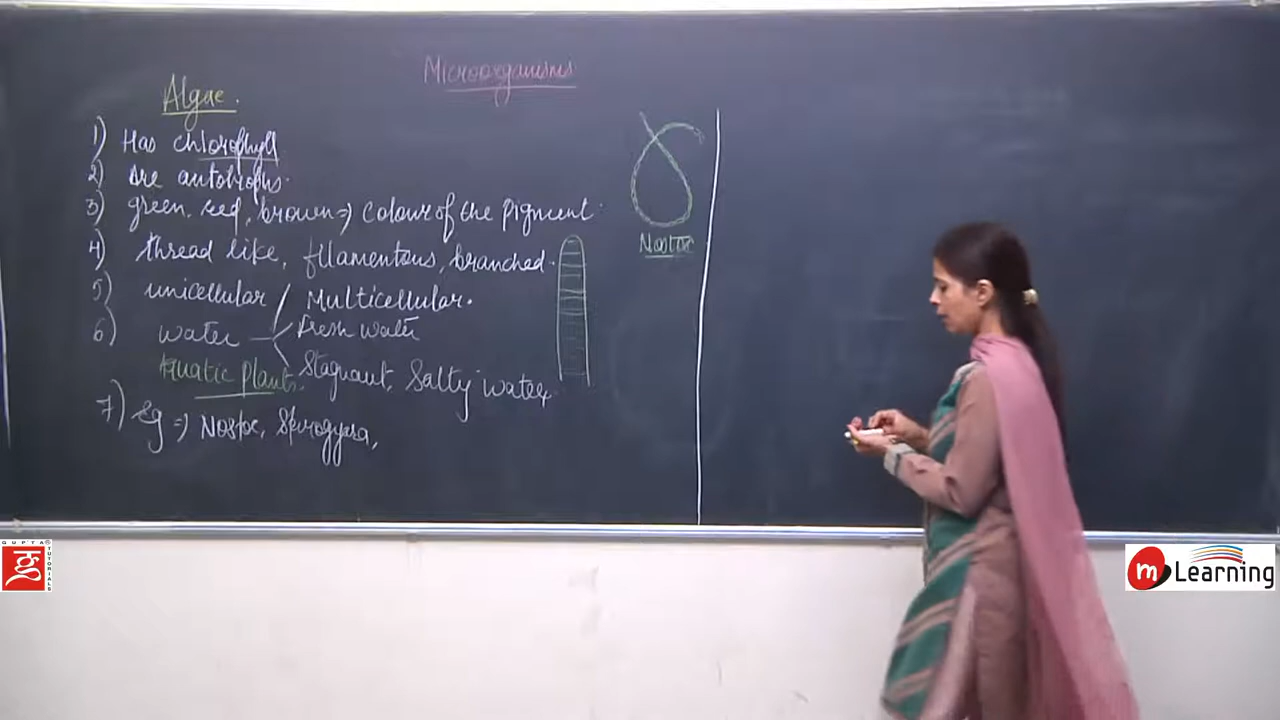 Microorganisms
Algae.
1) Has chlorophyll
2) Are autotrophs.
3) green, red, brown => Colour of the pigment.
4) thread like, filamentous, branched.
5) unicellular / Multicellular.
6) water — Fresh water
Stagnant, Salty water
Aquatic plants.
7) Eg => Nostoc, Spirogyra,
Nostoc
GUPTA TUTORIALS
m Learning